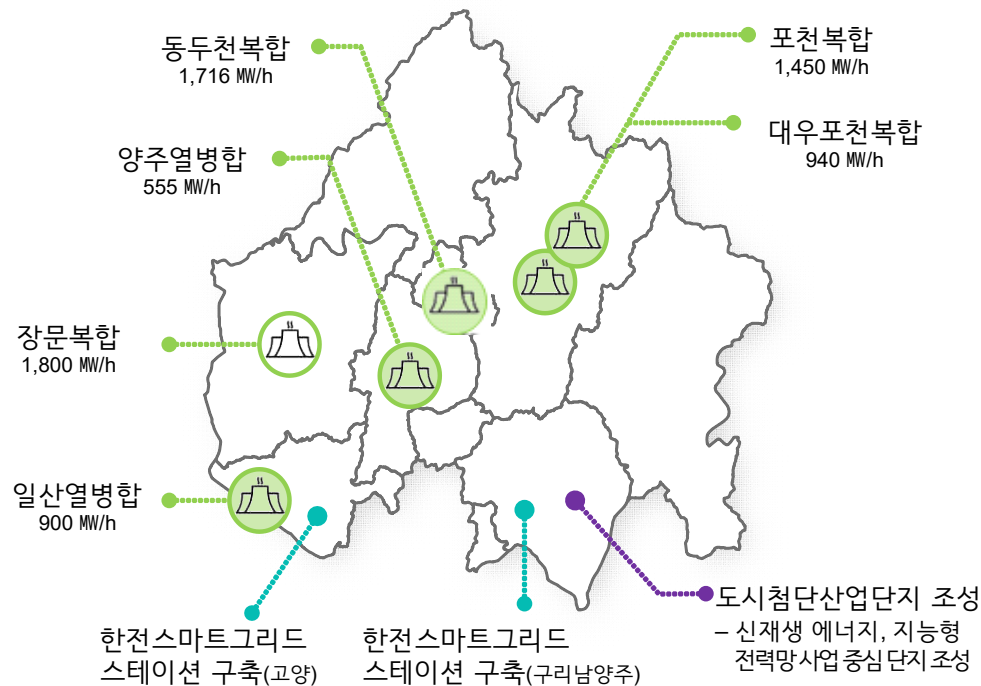 동두천복합
1,716 ㎿/h
포천복합
1,450 ㎿/h
대우포천복합
940 ㎿/h
양주열병합
555 ㎿/h
장문복합
1,800 ㎿/h
일산열병합
900 ㎿/h
한전스마트그리드
스테이션 구축(고양)
한전스마트그리드
스테이션 구축(구리남양주)
도시첨단산업단지 조성
– 신재생 에너지, 지능형
전력망 사업 중심 단지 조성